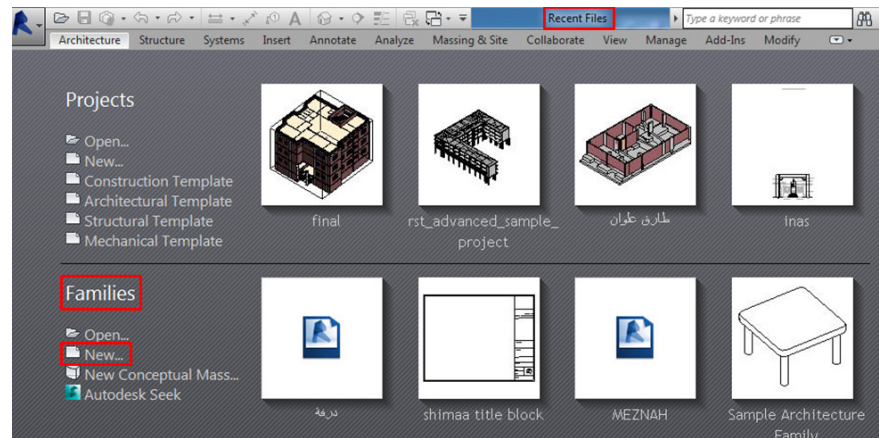 Recent Files
Type a keyword or phrase
Architecture Structure Systems Insert Annotate Analyze Massing & Site Collaborate View Manage Add-Ins Modify
Projects
Open...
New...
Construction Template
Architectural Template
Structural Template
Mechanical Template
final
rst_advanced_sample_
project
طارق علوان
inas
Families
Open...
New...
New Conceptual Mass...
Autodesk Seek
درفة
shimaa title block
MEZNAH
Sample Architecture
Family